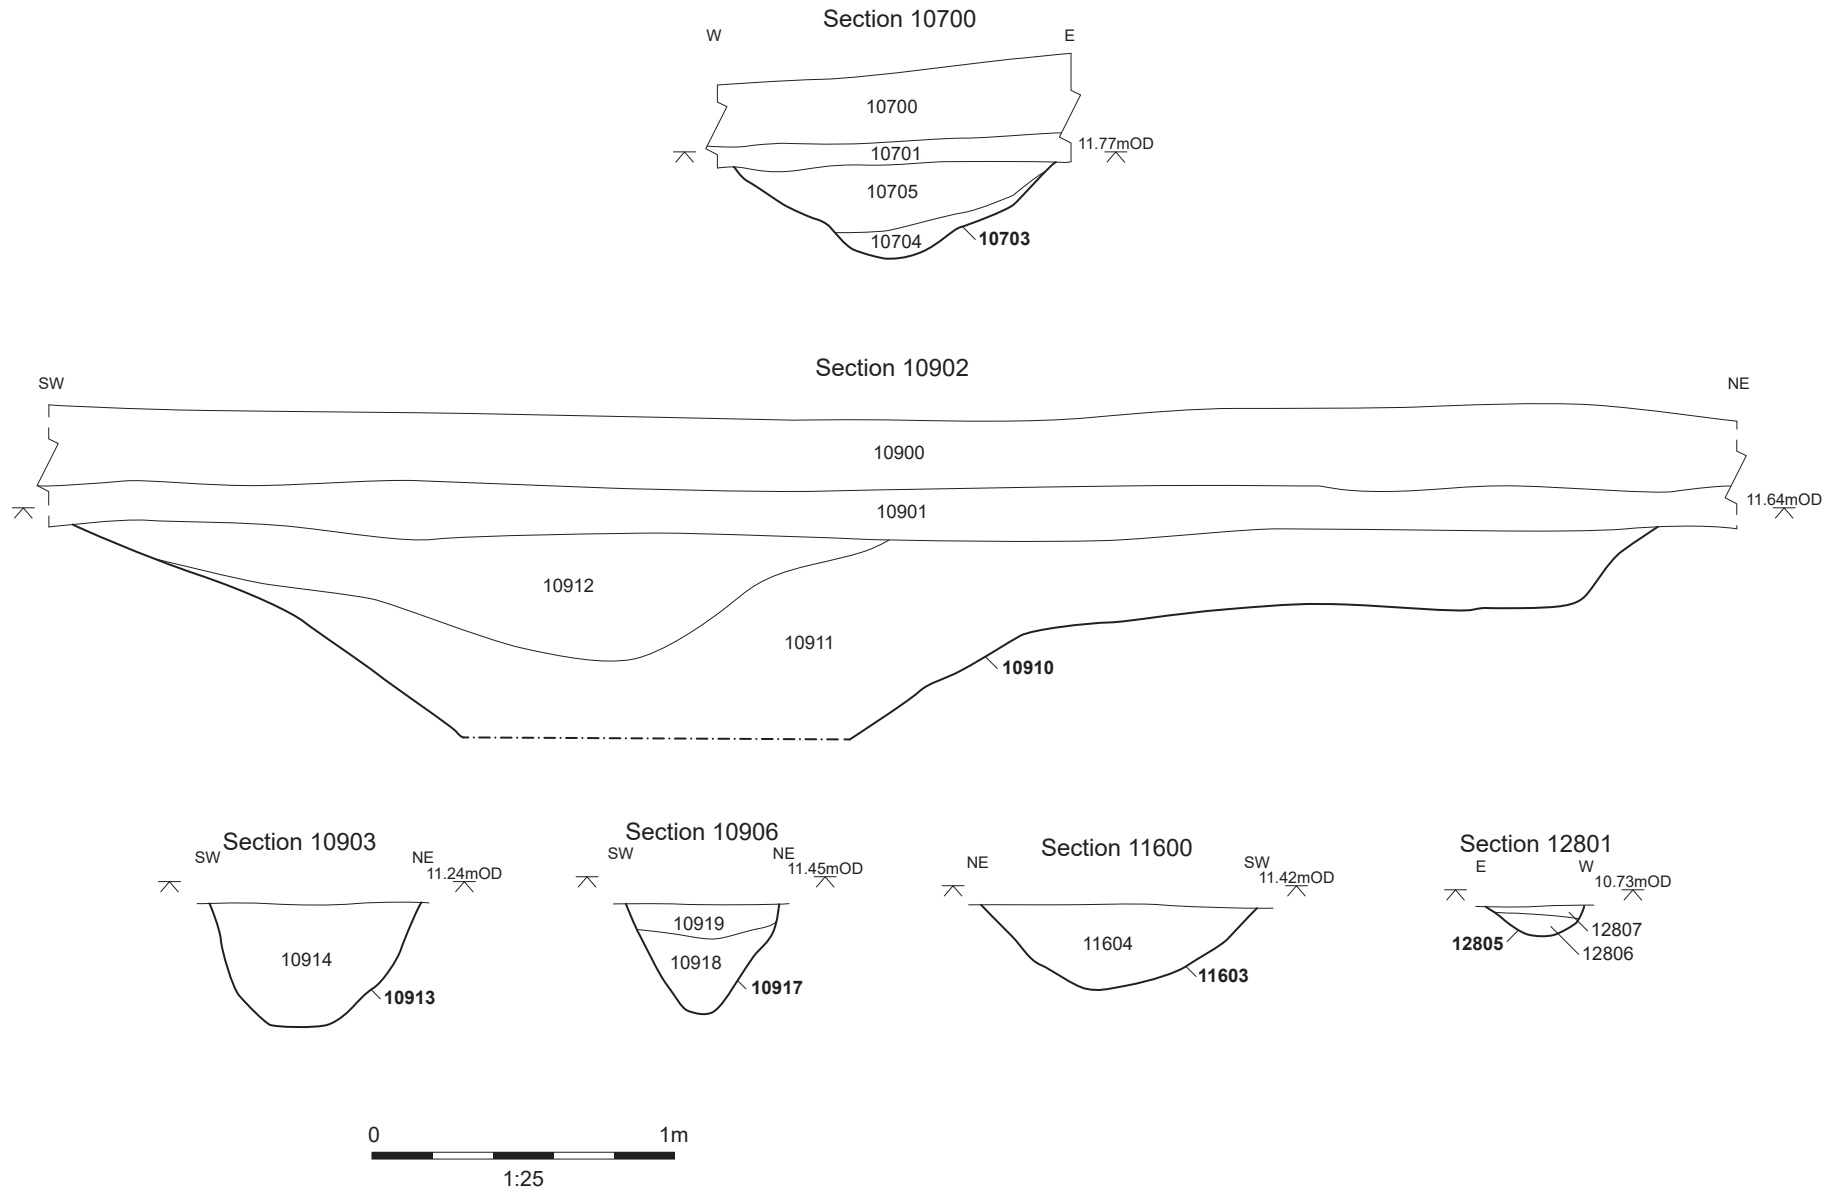 Section 10700
W E
10700
10701
11.77mOD
10705
10704
10703
Section 10902
SW NE
10900
10901
11.64mOD
10912
10911
10910
Section 10903
SW NE
11.24mOD
10914
10913
Section 10906
SW NE
11.45mOD
10919
10918
10917
Section 11600
NE SW
11.42mOD
11604
11603
Section 12801
E W
10.73mOD
12807
12805
12806
0 1m
1:25